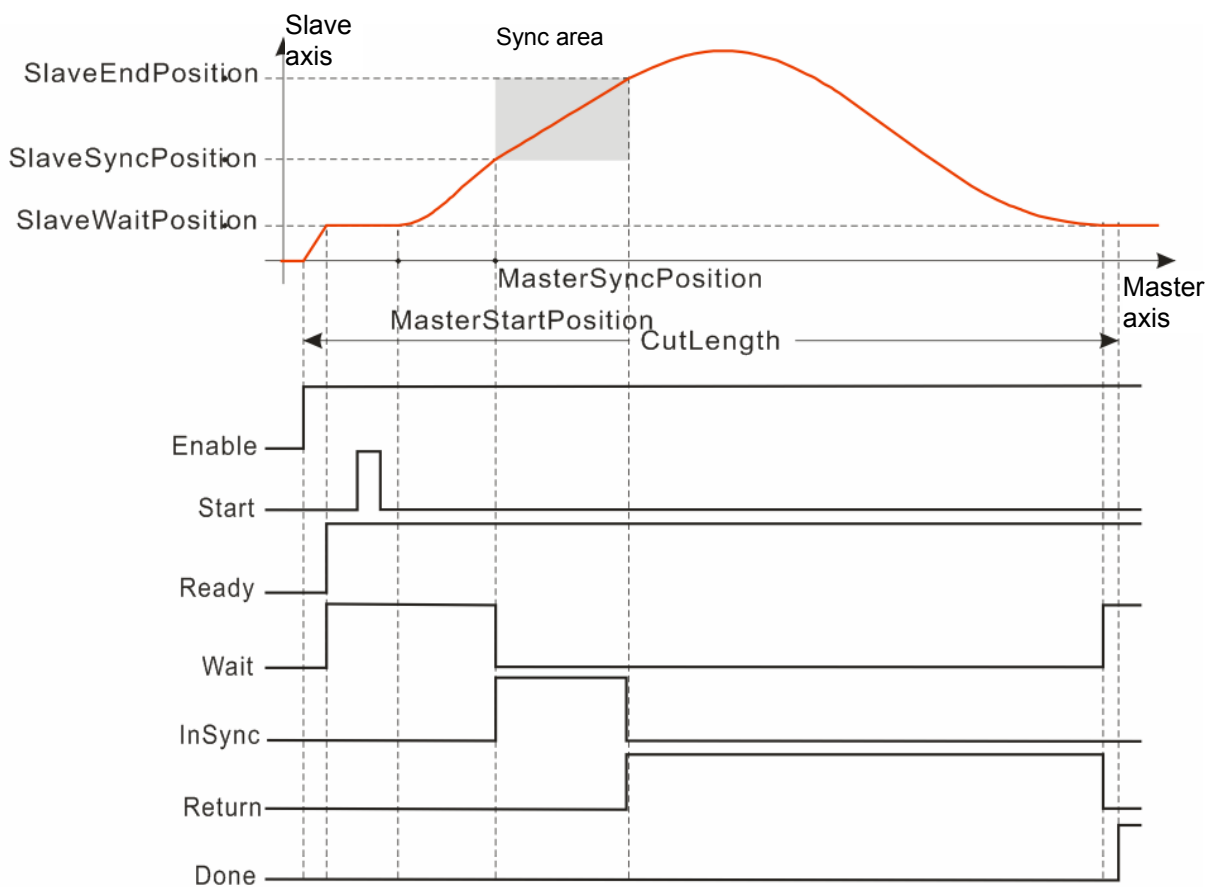 Slave
axis
Sync area
SlaveEndPosition
SlaveSyncPosition
SlaveWaitPosition
MasterSyncPosition
Master
axis
MasterStartPosition
CutLength
Enable
Start
Ready
Wait
InSync
Return
Done